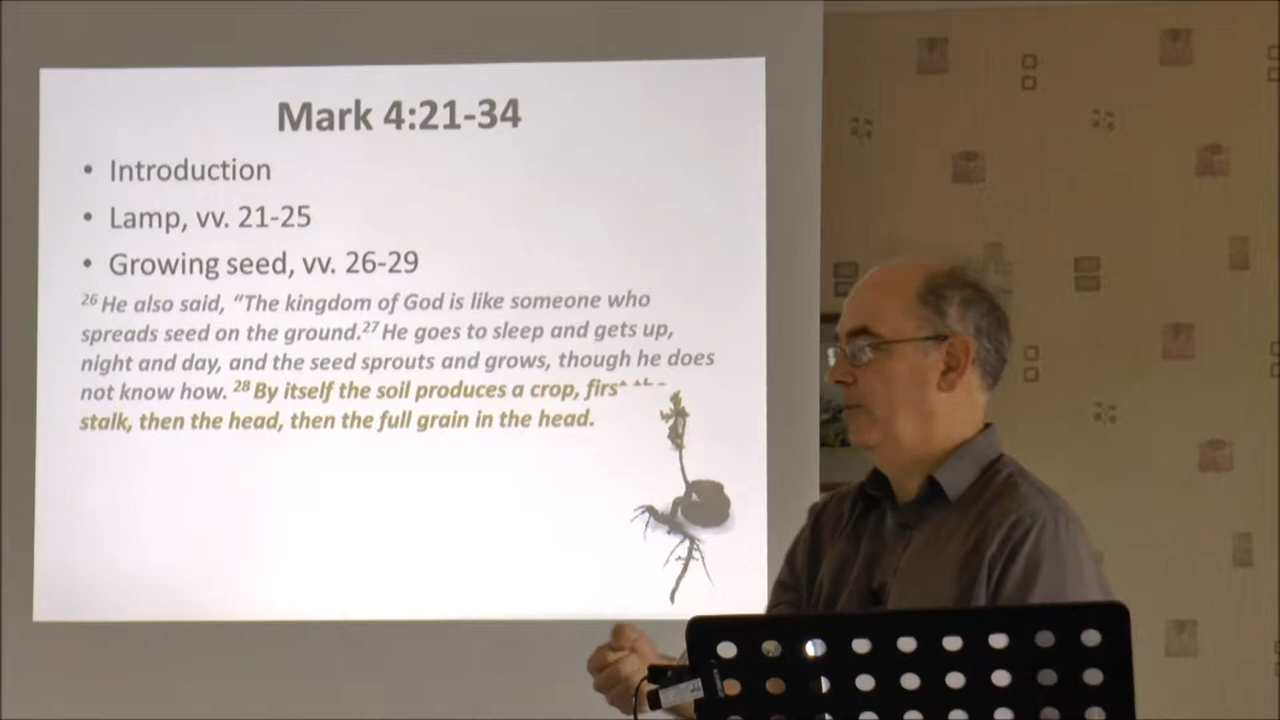 Mark 4:21-34
• Introduction
• Lamp, vv. 21-25
• Growing seed, vv. 26-29
26 He also said, “The kingdom of God is like someone who
spreads seed on the ground.27 He goes to sleep and gets up,
night and day, and the seed sprouts and grows, though he does
not know how. 28 By itself the soil produces a crop,
stalk, then the head, then the full grain in the head.